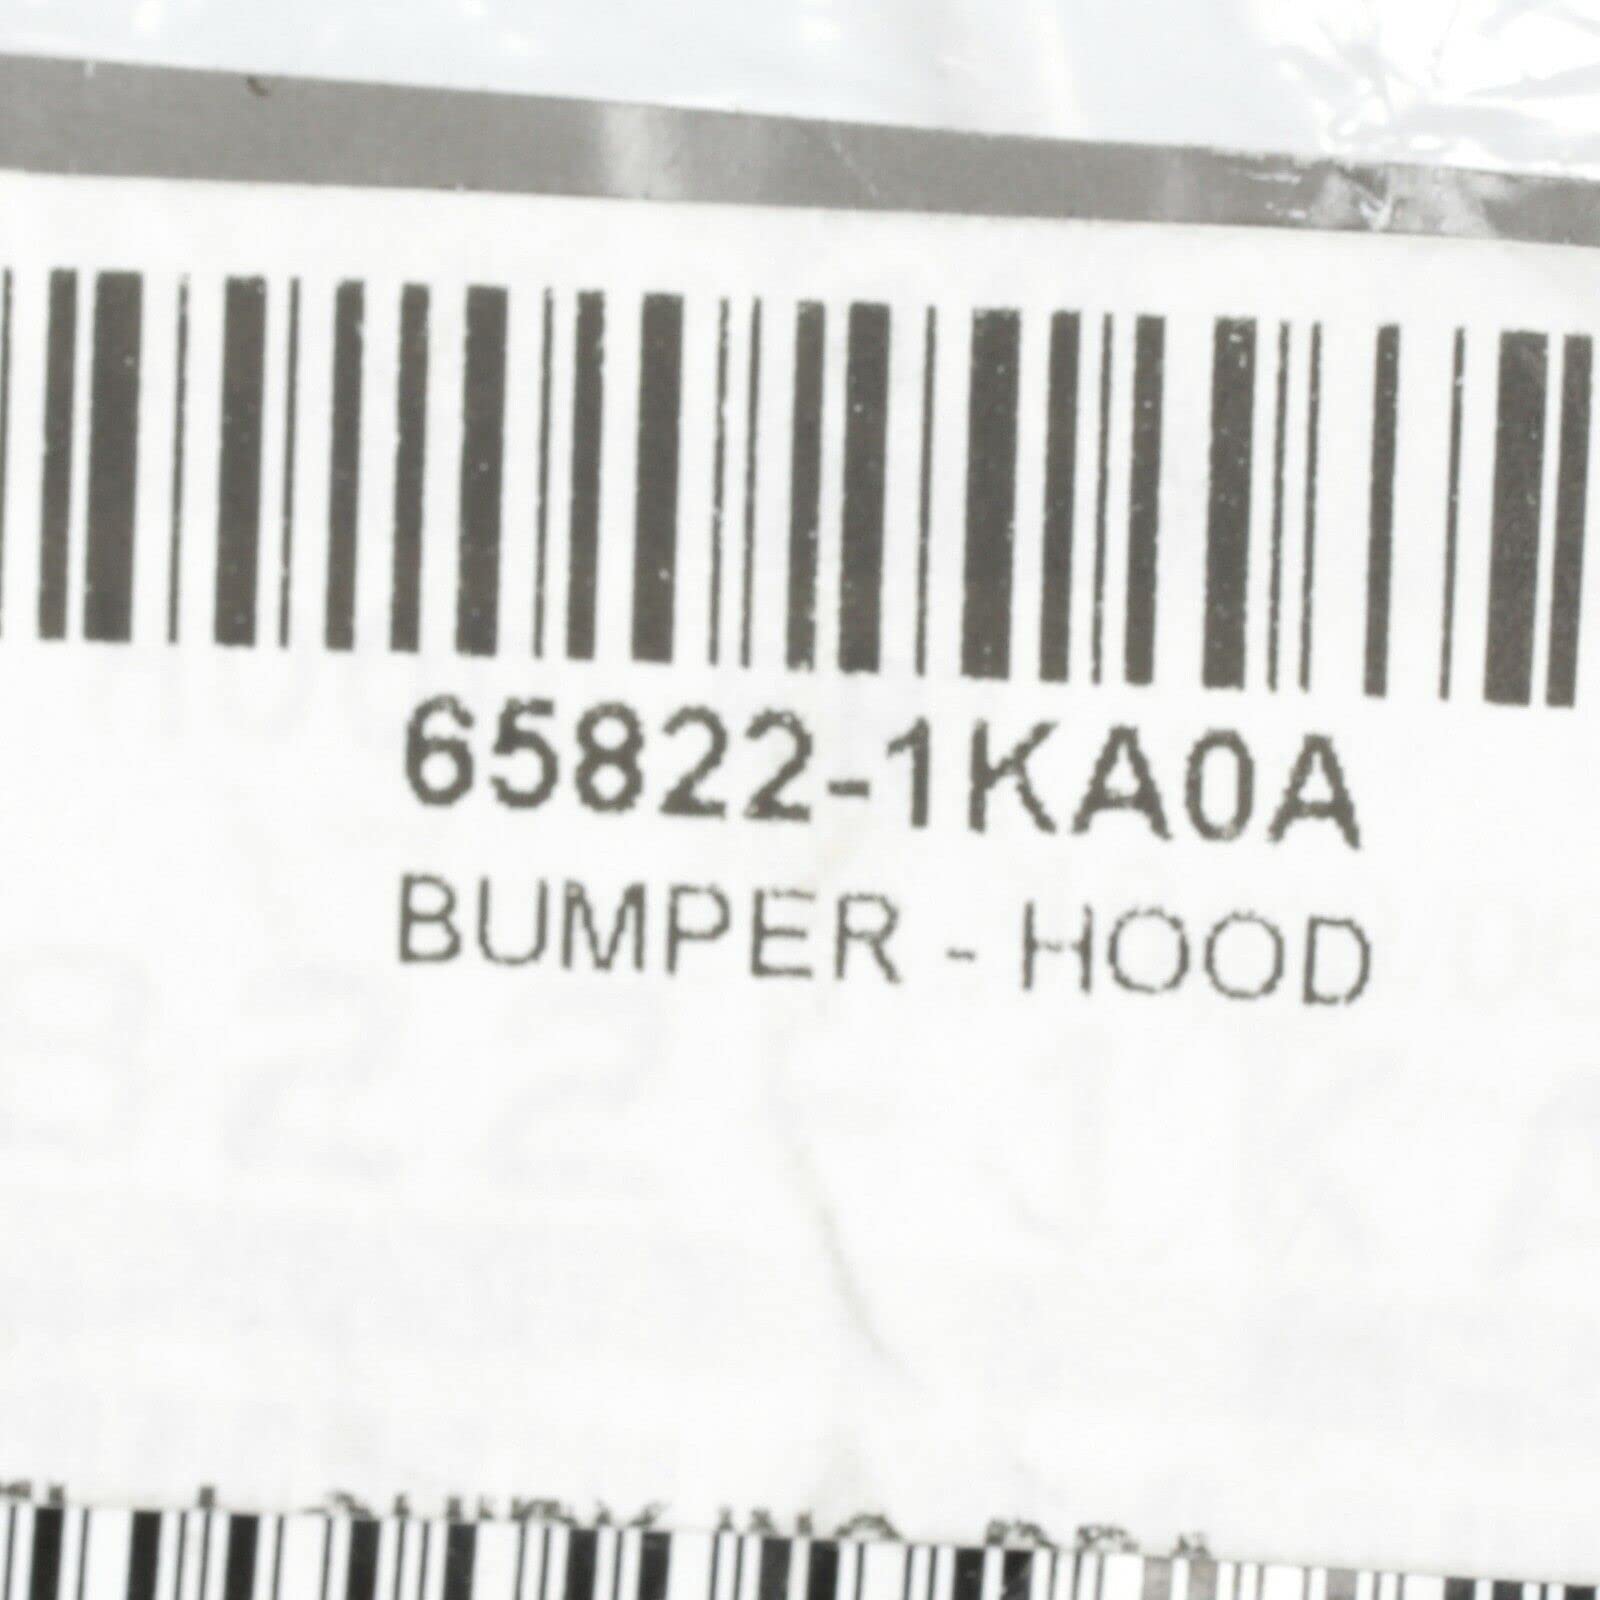 65822-1KA0A
BUMPER - HOOD